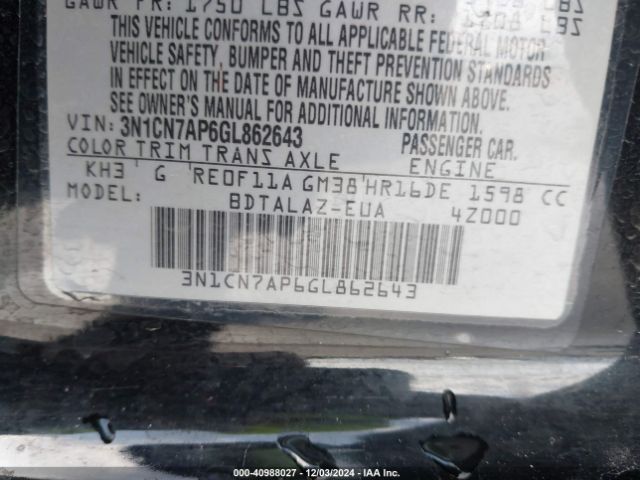 GAWR FR: 1750 LBS GAWR RR: LBS
THIS VEHICLE CONFORMS TO ALL APPLICABLE FEDERAL MOTOR
VEHICLE SAFETY, BUMPER AND THEFT PREVENTION STANDARDS
IN EFFECT ON THE DATE OF MANUFACTURE SHOWN ABOVE.
SEE OWNER'S MANUAL FOR ADDITIONAL INFORMATION.
VIN: 3N1CN7AP6GL862643 PASSENGER CAR.
COLOR TRIM TRANS AXLE ENGINE
KH3 G RE0F11A GM38 HR16DE 1598 CC
MODEL: BDTALAZ-EUA 4Z000
3N1CN7AP6GL862643
000-40988027 - 12/03/2024 - IAA Inc.